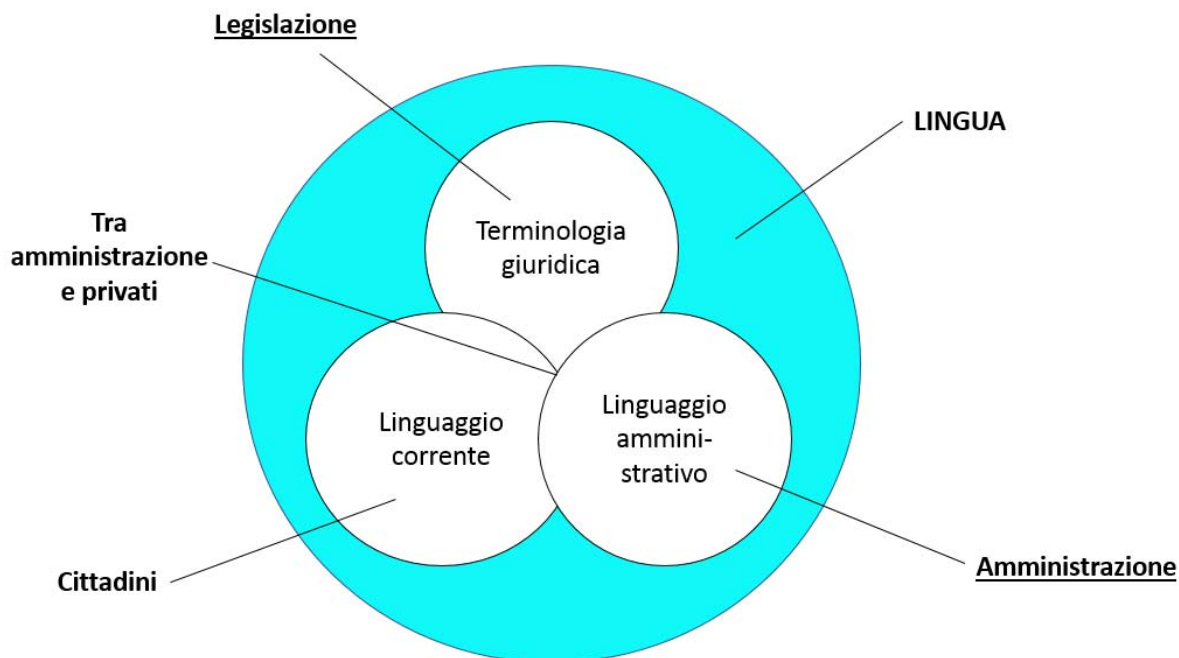 Legislazione
LINGUA
Tra
amministrazione
e privati
Terminologia
giuridica
Linguaggio
corrente
Linguaggio
ammini-
strativo
Cittadini
Amministrazione